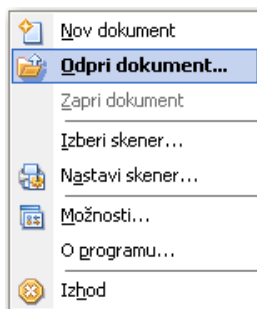 Nov dokument
Odpri dokument...
Zapri dokument
Izberi skener...
Nastavi skener...
Možnosti...
O programu...
Izhod